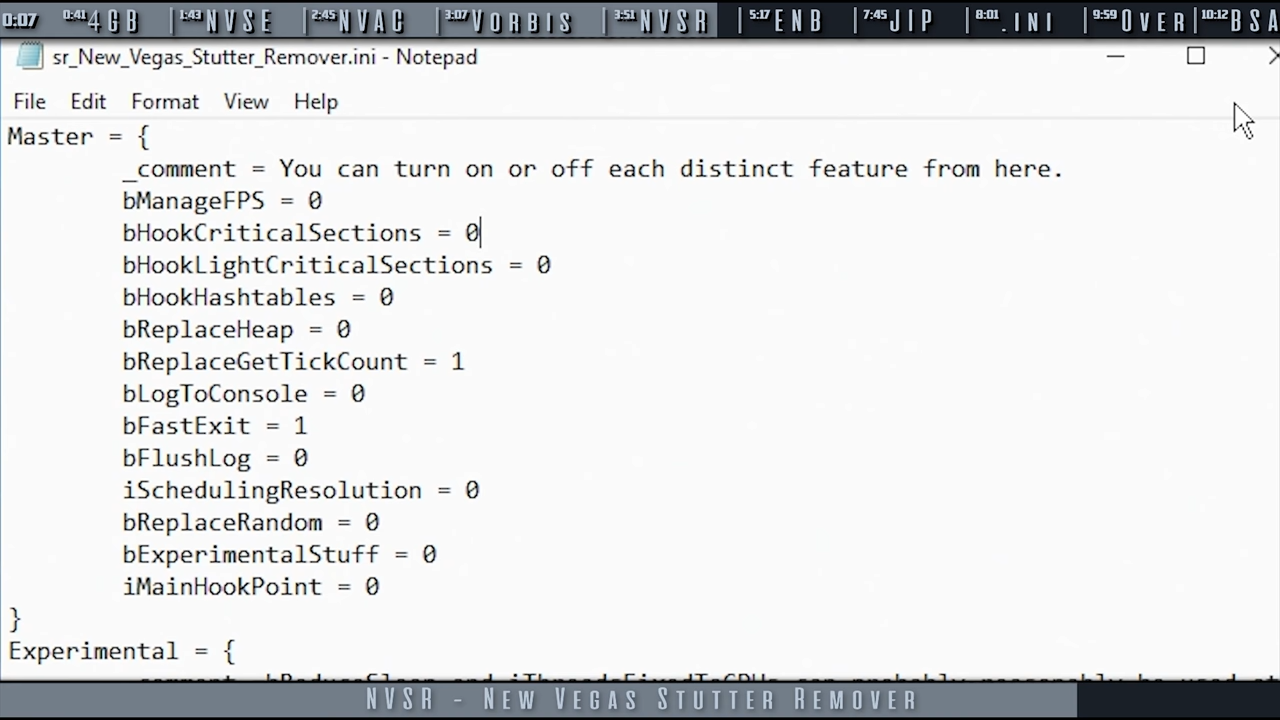 0:07 0:41 4GB 1:43 NVSE 2:45 NVAC 3:07 Vorbis 3:51 NVSR 5:17 ENB 7:45 JIP 8:01 .INI 9:59 Over 10:12 BSA
sr_New_Vegas_Stutter_Remover.ini - Notepad
File Edit Format View Help
Master = {
_comment = You can turn on or off each distinct feature from here.
bManageFPS = 0
bHookCriticalSections = 0
bHookLightCriticalSections = 0
bHookHashtables = 0
bReplaceHeap = 0
bReplaceGetTickCount = 1
bLogToConsole = 0
bFastExit = 1
bFlushLog = 0
iSchedulingResolution = 0
bReplaceRandom = 0
bExperimentalStuff = 0
iMainHookPoint = 0
}
Experimental = {
NVSR - New Vegas Stutter Remover